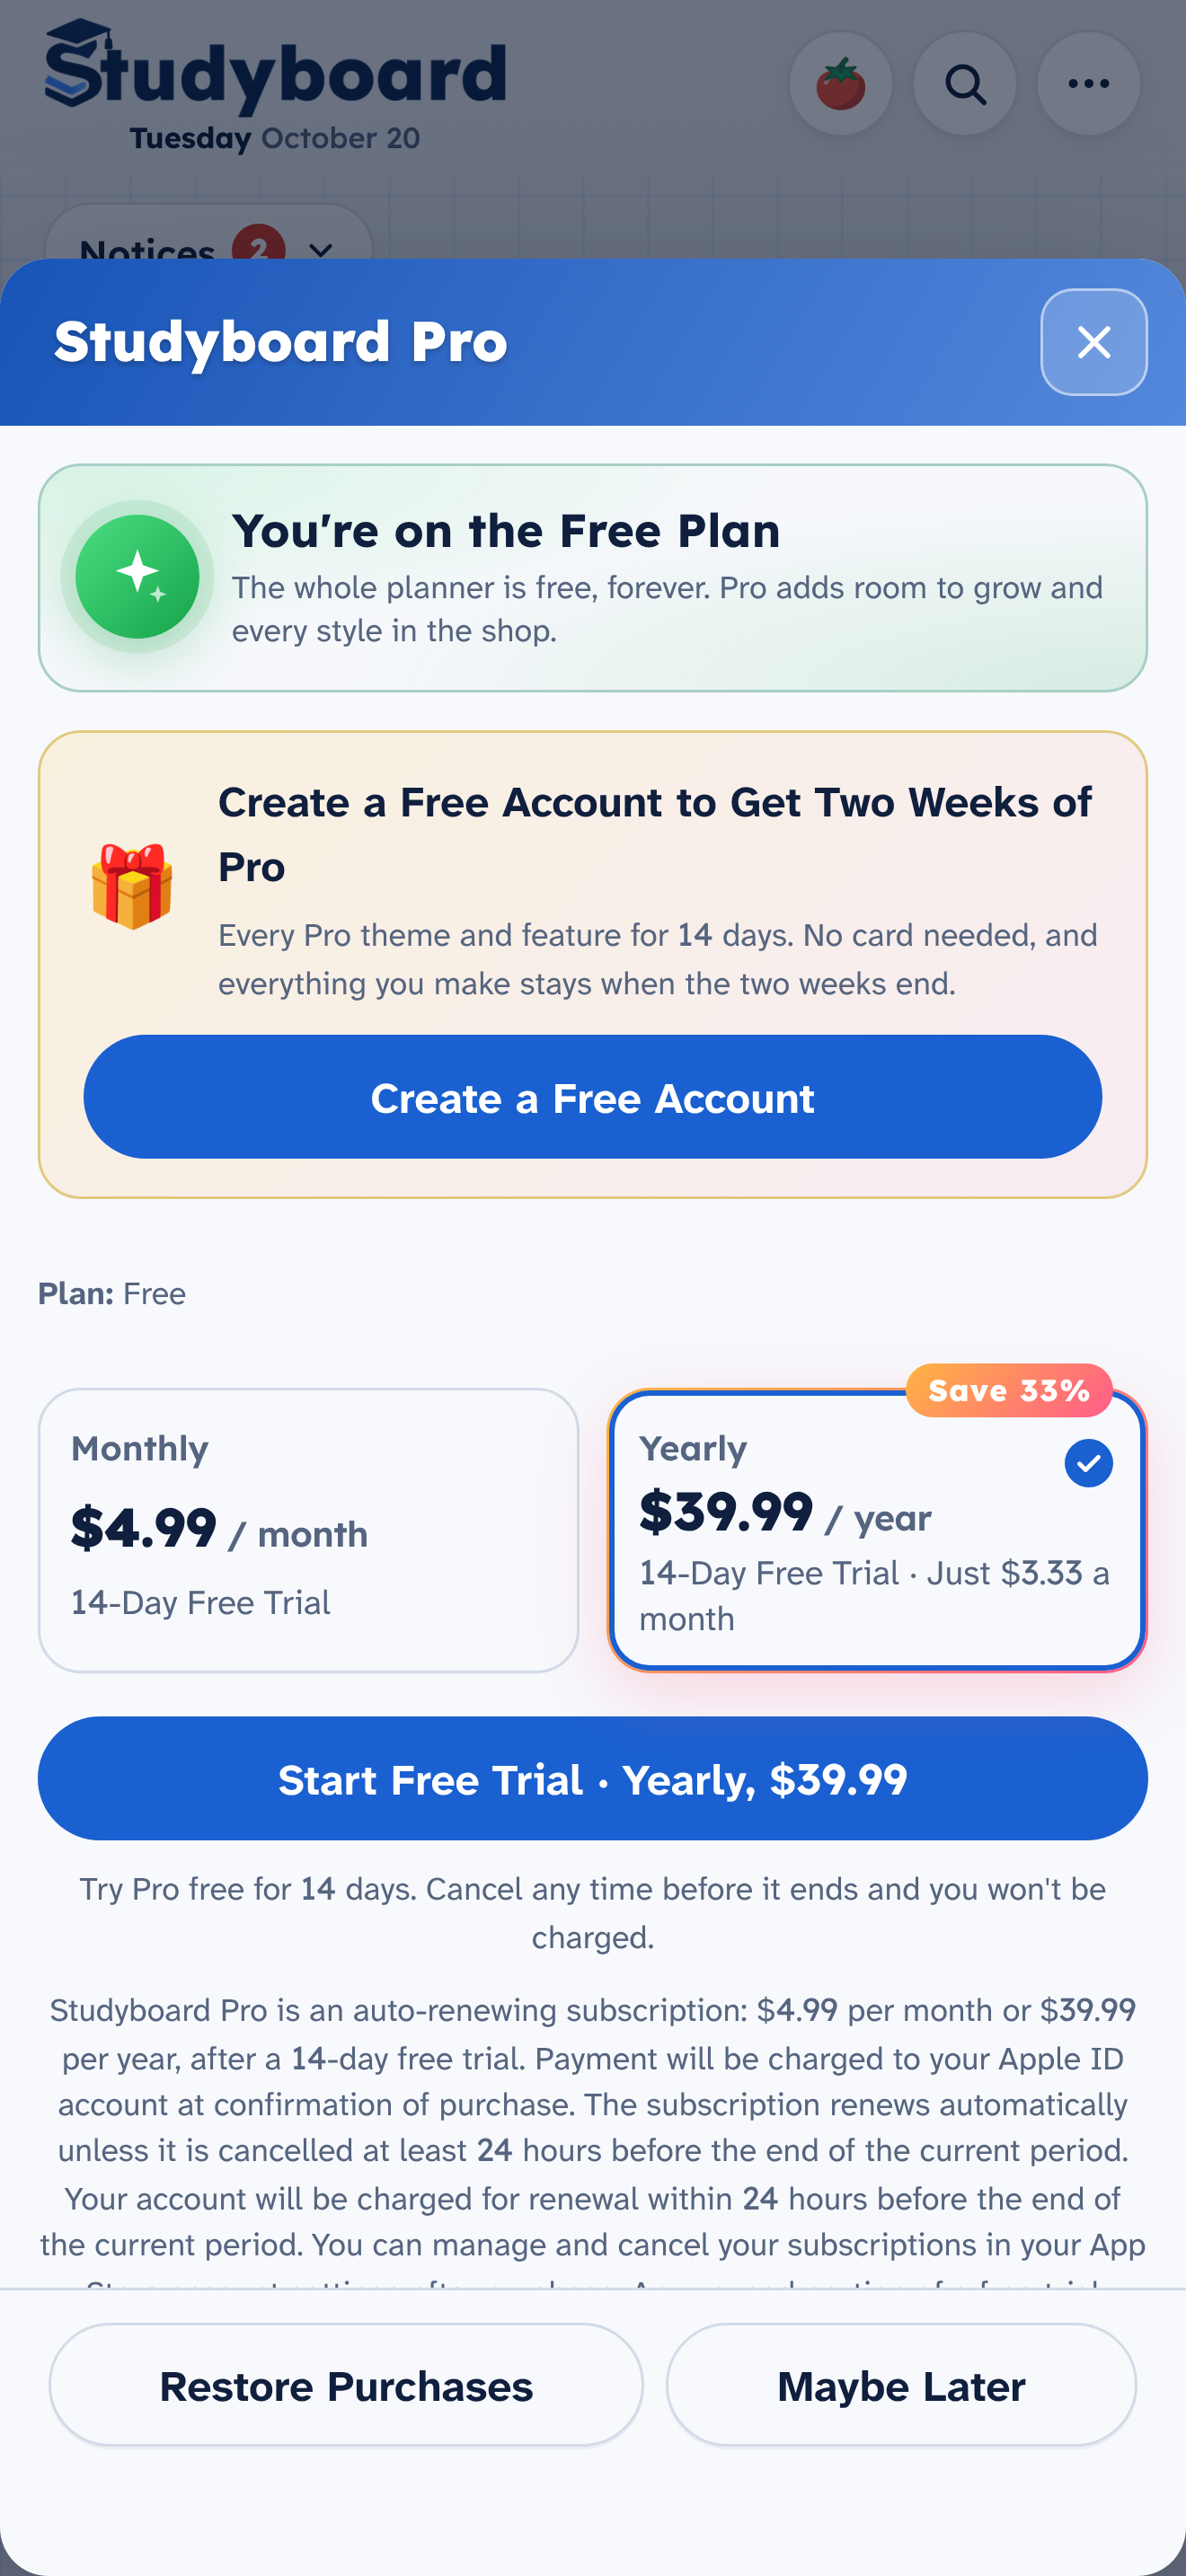 Studyboard
Tuesday October 20
Notices 2
Studyboard Pro
You're on the Free Plan
The whole planner is free, forever. Pro adds room to grow and
every style in the shop.
Create a Free Account to Get Two Weeks of
Pro
Every Pro theme and feature for 14 days. No card needed, and
everything you make stays when the two weeks end.
Create a Free Account
Plan: Free
Save 33%
Monthly
$4.99 / month
14-Day Free Trial
Yearly
$39.99 / year
14-Day Free Trial · Just $3.33 a
month
Start Free Trial · Yearly, $39.99
Try Pro free for 14 days. Cancel any time before it ends and you won't be
charged.
Studyboard Pro is an auto-renewing subscription: $4.99 per month or $39.99
per year, after a 14-day free trial. Payment will be charged to your Apple ID
account at confirmation of purchase. The subscription renews automatically
unless it is cancelled at least 24 hours before the end of the current period.
Your account will be charged for renewal within 24 hours before the end of
the current period. You can manage and cancel your subscriptions in your App
Restore Purchases
Maybe Later